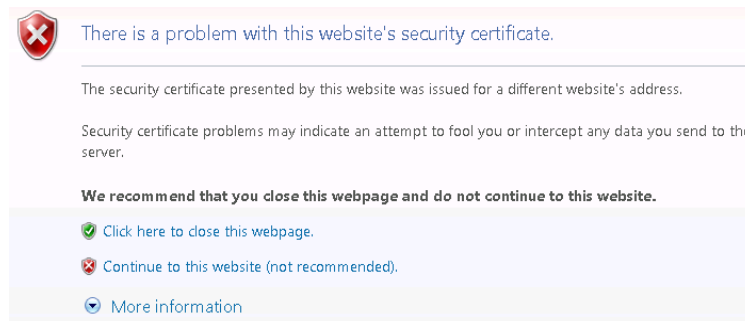 There is a problem with this website's security certificate.
The security certificate presented by this website was issued for a different website's address.
Security certificate problems may indicate an attempt to fool you or intercept any data you send to the
server.
We recommend that you close this webpage and do not continue to this website.
Click here to close this webpage.
Continue to this website (not recommended).
More information